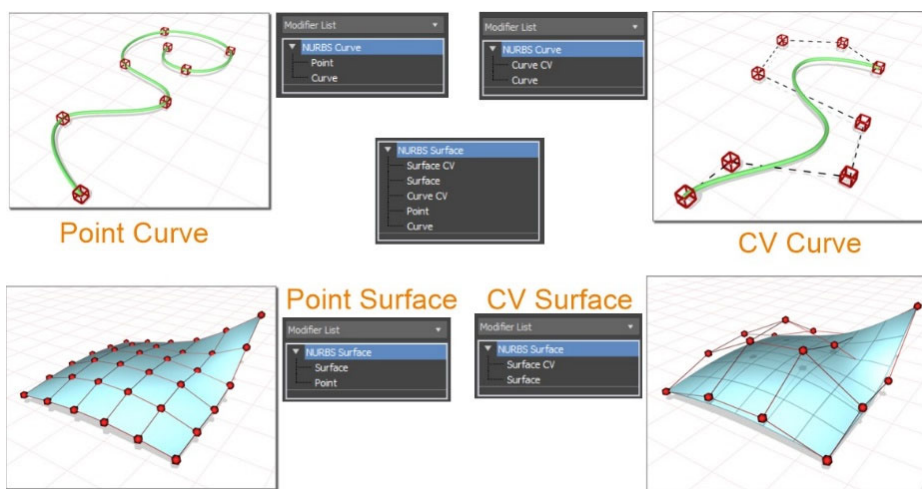 Modifier List
NURBS Curve
Point
Curve
Modifier List
NURBS Curve
Curve CV
Curve
NURBS Surface
Surface CV
Surface
Curve CV
Point
Curve
Point Curve
CV Curve
Point Surface
CV Surface
Modifier List
NURBS Surface
Surface
Point
Modifier List
NURBS Surface
Surface CV
Surface